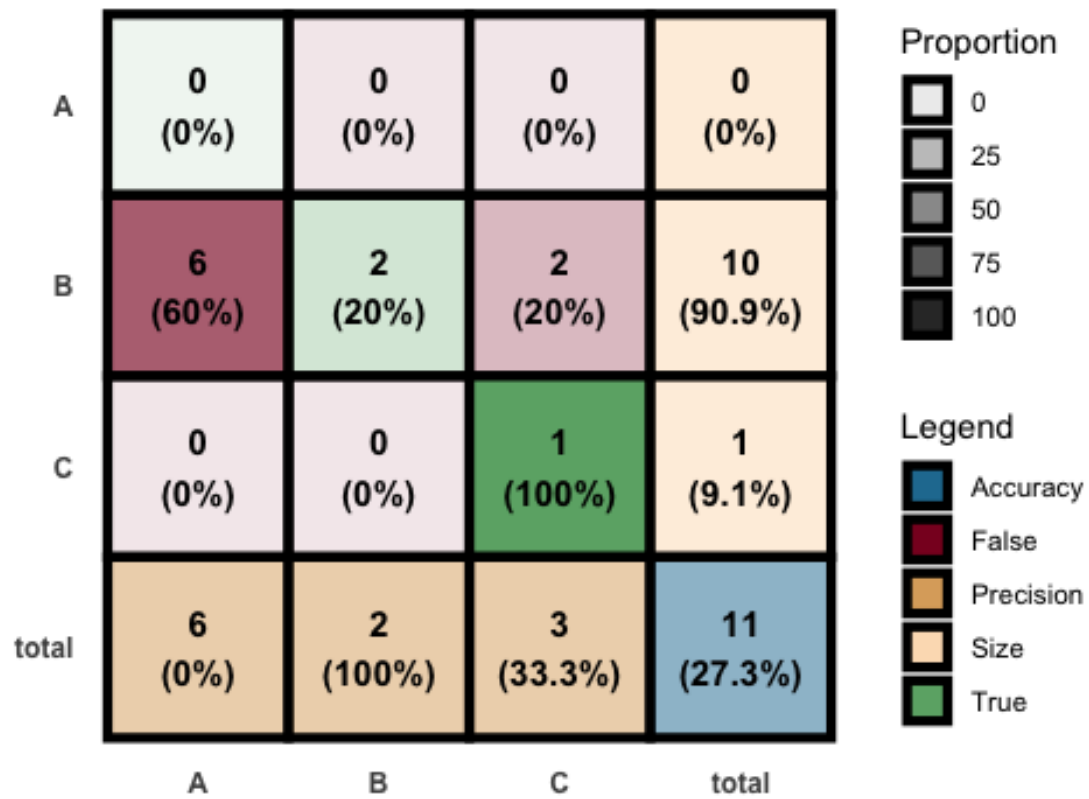 A
0
(0%)
0
(0%)
0
(0%)
0
(0%)
B
6
(60%)
2
(20%)
2
(20%)
10
(90.9%)
C
0
(0%)
0
(0%)
1
(100%)
1
(9.1%)
total
6
(0%)
2
(100%)
3
(33.3%)
11
(27.3%)
A
B
C
total
Proportion
0
25
50
75
100
Legend
Accuracy
False
Precision
Size
True